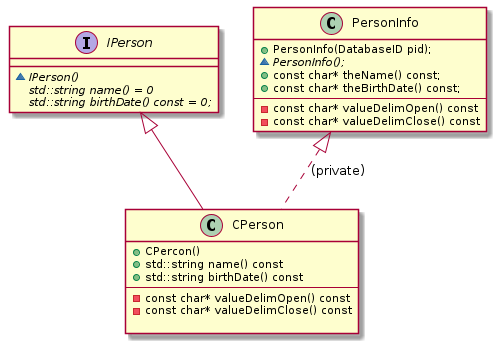 I IPerson
IPerson()
std::string name() = 0
std::string birthDate() const = 0;
C PersonInfo
PersonInfo(DatabaseID pid);
PersonInfo();
const char* theName() const;
const char* theBirthDate() const;
const char* valueDelimOpen() const
const char* valueDelimClose() const
(private)
C CPerson
CPercon()
std::string name() const
std::string birthDate() const
const char* valueDelimOpen() const
const char* valueDelimClose() const